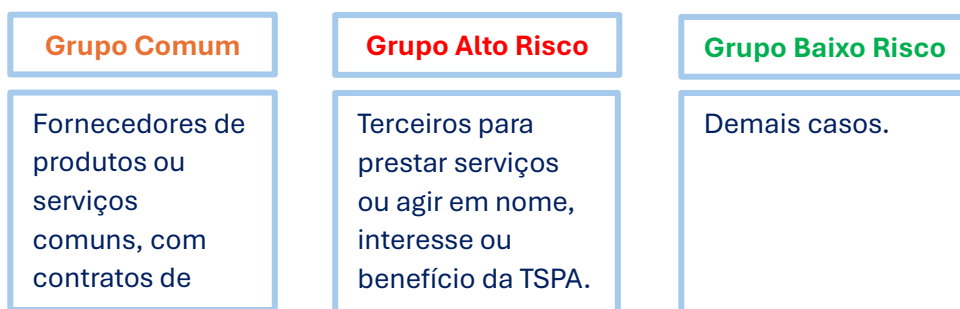 Grupo Comum
Fornecedores de
produtos ou
serviços
comuns, com
contratos de
Grupo Alto Risco
Terceiros para
prestar serviços
ou agir em nome,
interesse ou
benefício da TSPA.
Grupo Baixo Risco
Demais casos.